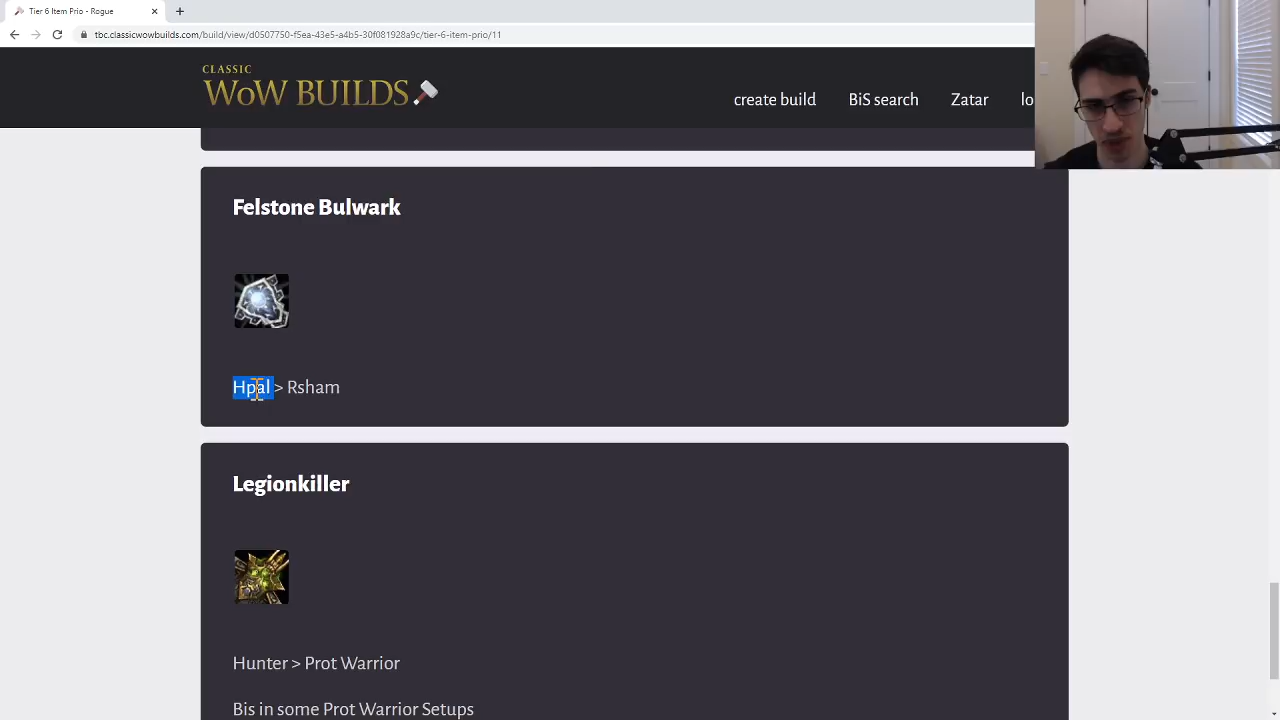 Tier 6 Item Prio - Rogue
tbc.classicwowbuilds.com/build/view/d0507750-f5ea-43e5-a4b5-30f081928a9c/tier-6-item-prio/11
CLASSIC
WoW BUILDS
create build
BiS search
Zatar
lo
Felstone Bulwark
Hpal > Rsham
Legionkiller
Hunter > Prot Warrior
Bis in some Prot Warrior Setups